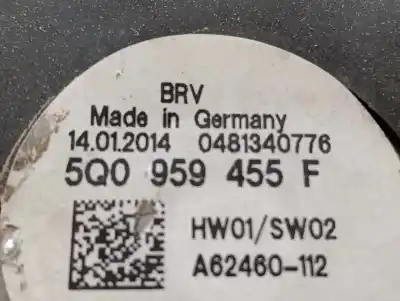 BRV
Made in Germany
14.01.2014 0481340776
5Q0 959 455 F
HW01/SW02
A62460-112